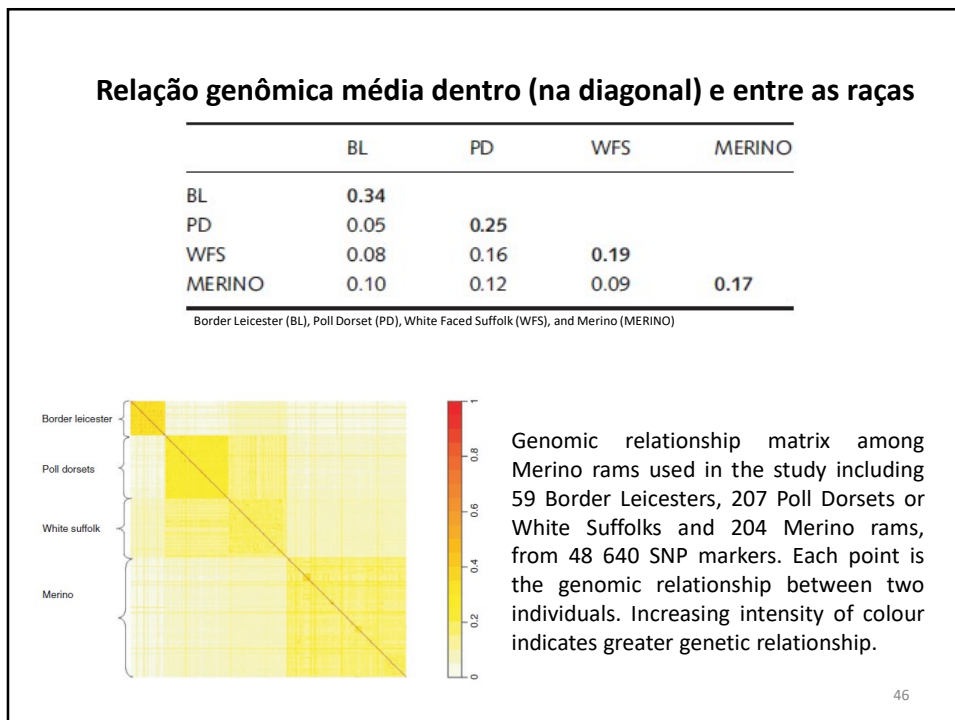 Relação genômica média dentro (na diagonal) e entre as raças
BL PD WFS MERINO
BL 0.34
PD 0.05 0.25
WFS 0.08 0.16 0.19
MERINO 0.10 0.12 0.09 0.17
Border Leicester (BL), Poll Dorset (PD), White Faced Suffolk (WFS), and Merino (MERINO)
Border leicester
Poll dorsets
White suffolk
Merino
1
0.8
0.6
0.4
0.2
0
Genomic relationship matrix among
Merino rams used in the study including
59 Border Leicesters, 207 Poll Dorsets or
White Suffolks and 204 Merino rams,
from 48 640 SNP markers. Each point is
the genomic relationship between two
individuals. Increasing intensity of colour
indicates greater genetic relationship.
46